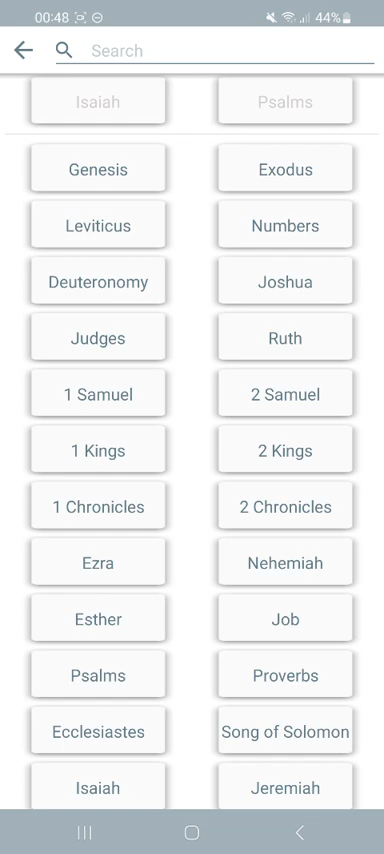 00:48 44%
Search
Isaiah Psalms
Genesis Exodus
Leviticus Numbers
Deuteronomy Joshua
Judges Ruth
1 Samuel 2 Samuel
1 Kings 2 Kings
1 Chronicles 2 Chronicles
Ezra Nehemiah
Esther Job
Psalms Proverbs
Ecclesiastes Song of Solomon
Isaiah Jeremiah